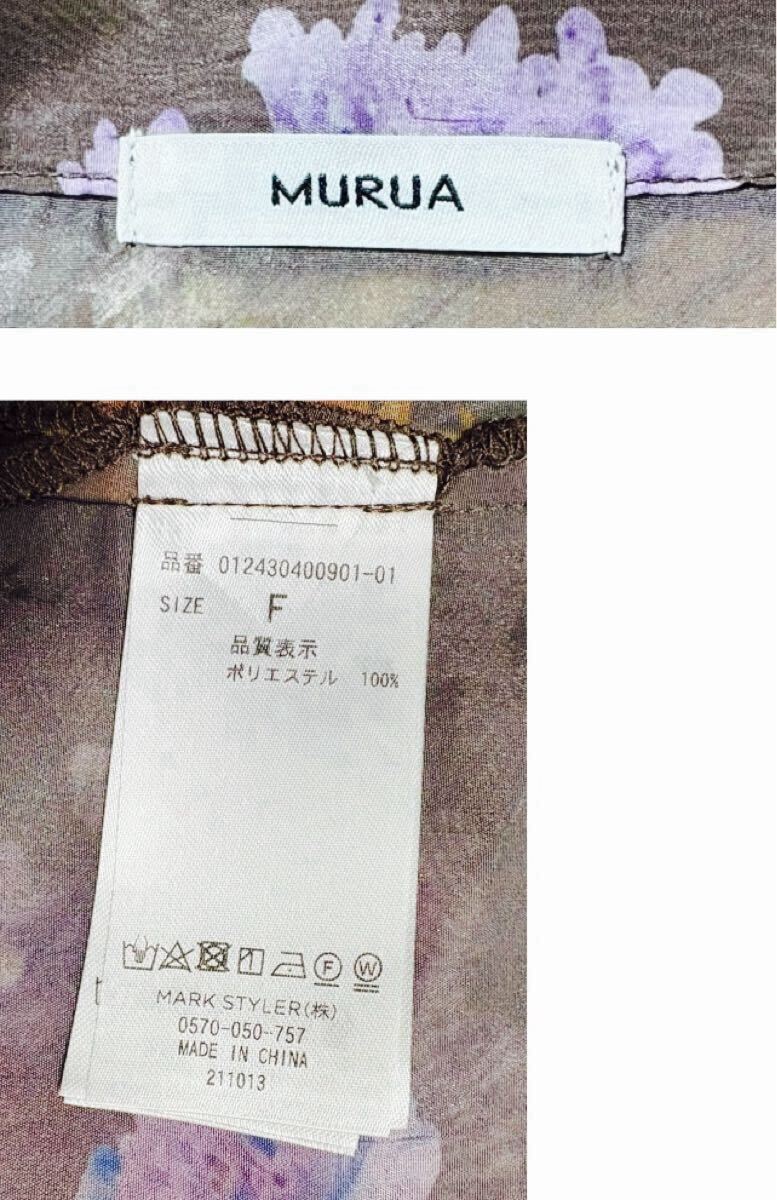 MURUA
品番 012430400901-01
SIZE F
品質表示
ポリエステル 100%
F W
MARK STYLER(株)
0570-050-757
MADE IN CHINA
211013